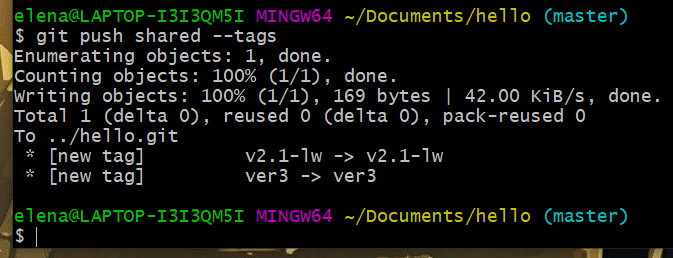 elena@LAPTOP-I3I3QM5I MINGW64 ~/Documents/hello (master)
$ git push shared --tags
Enumerating objects: 1, done.
Counting objects: 100% (1/1), done.
Writing objects: 100% (1/1), 169 bytes | 42.00 KiB/s, done.
Total 1 (delta 0), reused 0 (delta 0), pack-reused 0
To ../hello.git
 * [new tag]         v2.1-lw -> v2.1-lw
 * [new tag]         ver3 -> ver3
elena@LAPTOP-I3I3QM5I MINGW64 ~/Documents/hello (master)
$